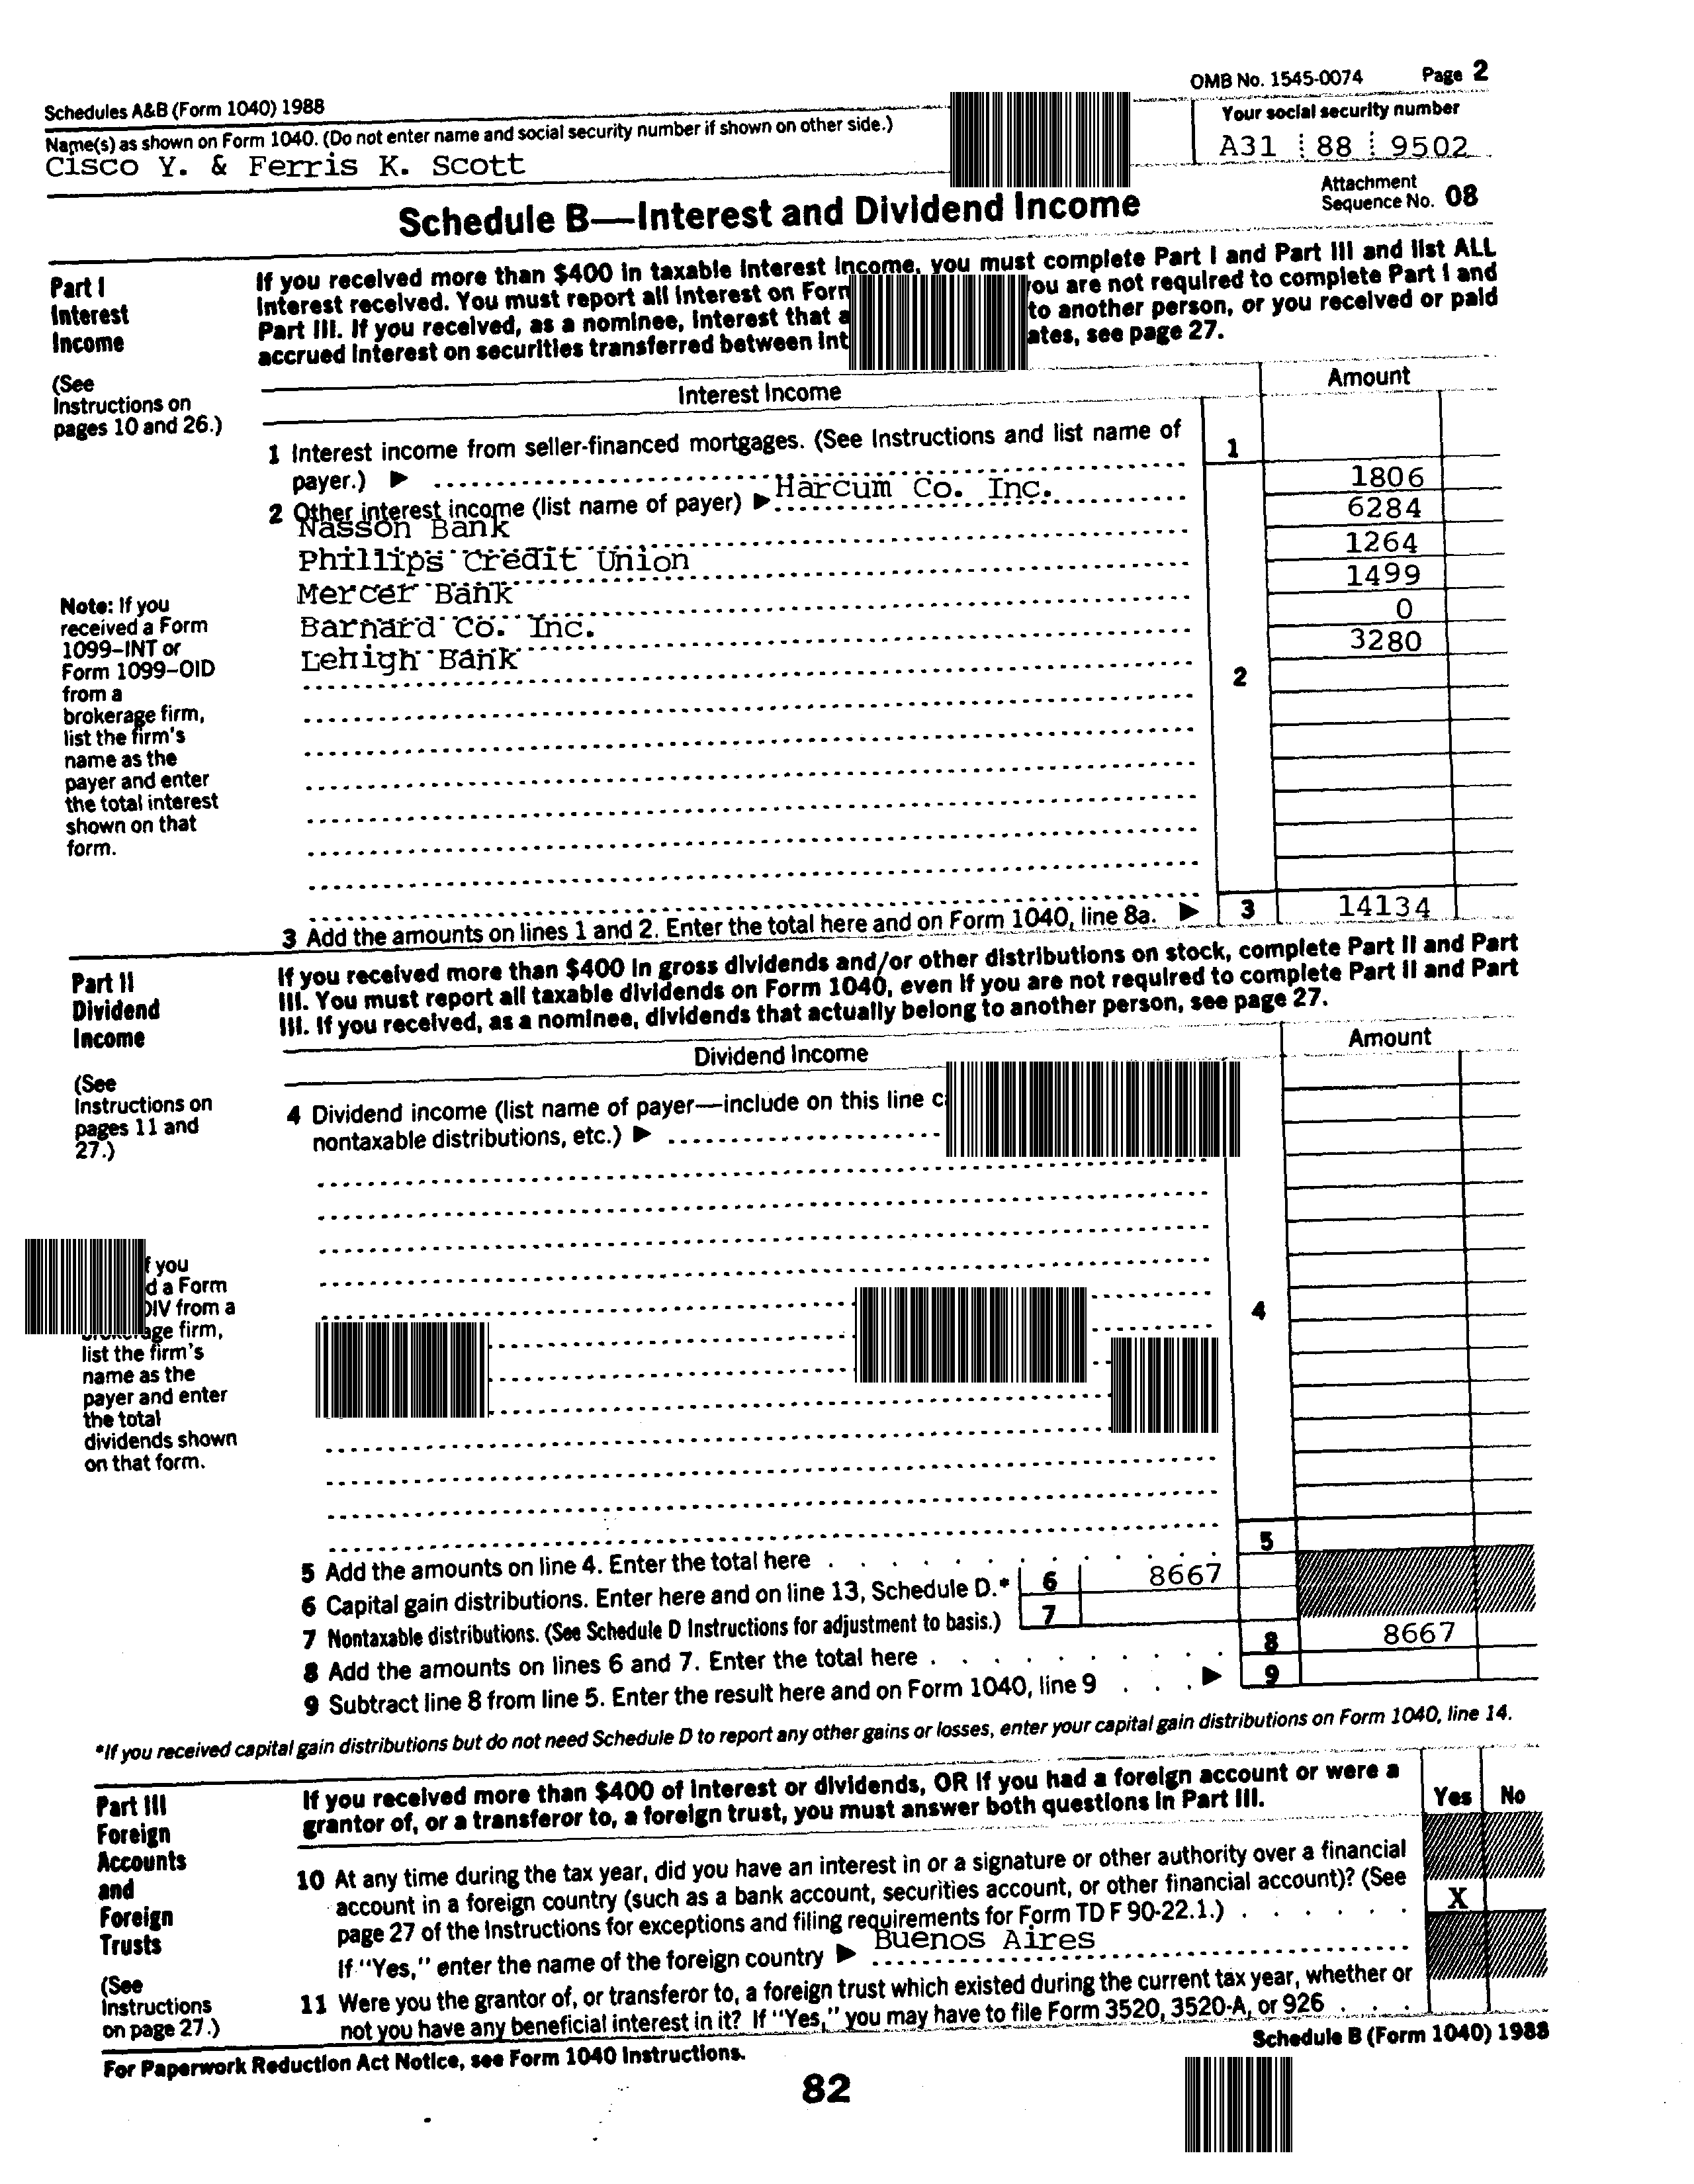 Schedules A&B (Form 1040) 1988
OMB No. 1545-0074 Page 2
Name(s) as shown on Form 1040. (Do not enter name and social security number if shown on other side.)
Your social security number
Cisco Y. & Ferris K. Scott
A31 88 9502
Schedule B—Interest and Dividend Income
Attachment
Sequence No. 08
Part I
Interest
Income
(See
Instructions on
pages 10 and 26.)
If you received more than $400 in taxable interest income, you must complete Part I and Part III and list ALL
interest received. You must report all interest on Form you are not required to complete Part I and
Part III. If you received, as a nominee, interest that to another person, or you received or paid
accrued interest on securities transferred between see page 27.
Interest Income
Amount
1 Interest income from seller-financed mortgages. (See Instructions and list name of
payer.) ▶
1
2 Other interest income (list name of payer) ▶ Harcum Co. Inc. 1806
Nasson Bank 6284
Phillips Credit Union 1264
Mercer Bank 1499
Barnard Co. Inc. 0
Lehigh Bank 3280
2
Note: If you
received a Form
1099–INT or
Form 1099–OID
from a
brokerage firm,
list the firm's
name as the
payer and enter
the total interest
shown on that
form.
3 Add the amounts on lines 1 and 2. Enter the total here and on Form 1040, line 8a. ▶ 3 14134
Part II
Dividend
Income
(See
Instructions on
pages 11 and
27.)
If you received more than $400 in gross dividends and/or other distributions on stock, complete Part II and Part
III. You must report all taxable dividends on Form 1040, even if you are not required to complete Part II and Part
III. If you received, as a nominee, dividends that actually belong to another person, see page 27.
Dividend Income
Amount
4 Dividend income (list name of payer—include on this line
nontaxable distributions, etc.) ▶
4
you
a Form
from a
firm,
list the firm's
name as the
payer and enter
the total
dividends shown
on that form.
5 Add the amounts on line 4. Enter the total here 5
6 Capital gain distributions. Enter here and on line 13, Schedule D.* 6 8667
7 Nontaxable distributions. (See Schedule D Instructions for adjustment to basis.) 7
8 Add the amounts on lines 6 and 7. Enter the total here 8 8667
9 Subtract line 8 from line 5. Enter the result here and on Form 1040, line 9 ▶ 9
*If you received capital gain distributions but do not need Schedule D to report any other gains or losses, enter your capital gain distributions on Form 1040, line 14.
Part III
Foreign
Accounts
and
Foreign
Trusts
(See
Instructions
on page 27.)
If you received more than $400 of interest or dividends, OR if you had a foreign account or were a
grantor of, or a transferor to, a foreign trust, you must answer both questions in Part III.
Yes No
10 At any time during the tax year, did you have an interest in or a signature or other authority over a financial
account in a foreign country (such as a bank account, securities account, or other financial account)? (See
page 27 of the Instructions for exceptions and filing requirements for Form TD F 90-22.1.) X
If "Yes," enter the name of the foreign country ▶ Buenos Aires
11 Were you the grantor of, or transferor to, a foreign trust which existed during the current tax year, whether or
not you have any beneficial interest in it? If "Yes," you may have to file Form 3520, 3520-A, or 926
For Paperwork Reduction Act Notice, see Form 1040 Instructions.
Schedule B (Form 1040) 1988
82